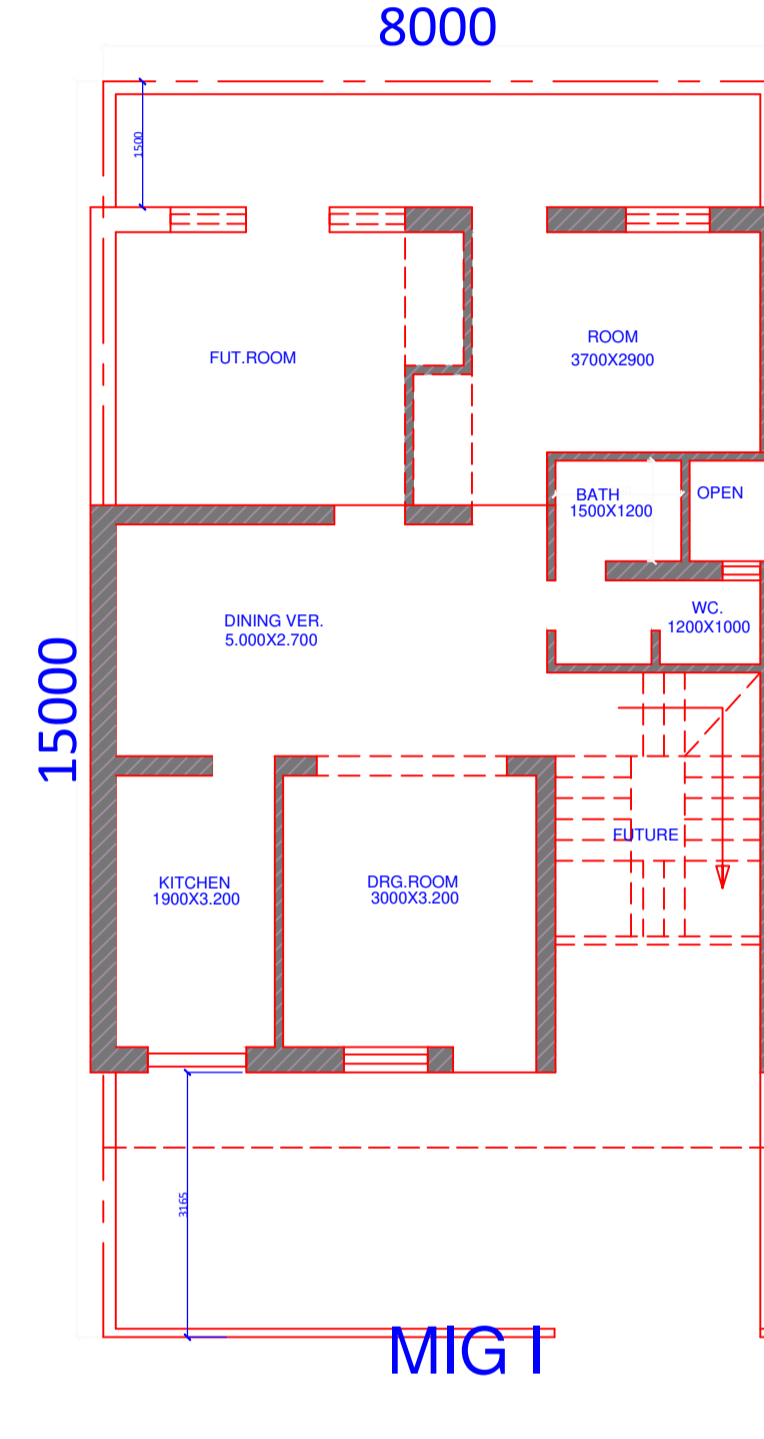 8000
1500
ROOM
3700X2900
FUT.ROOM
BATH
1500X1200
OPEN
WC.
1200X1000
DINING VER.
5.000X2.700
15000
FUTURE
KITCHEN
1900X3.200
DRG.ROOM
3000X3.200
3165
MIG I